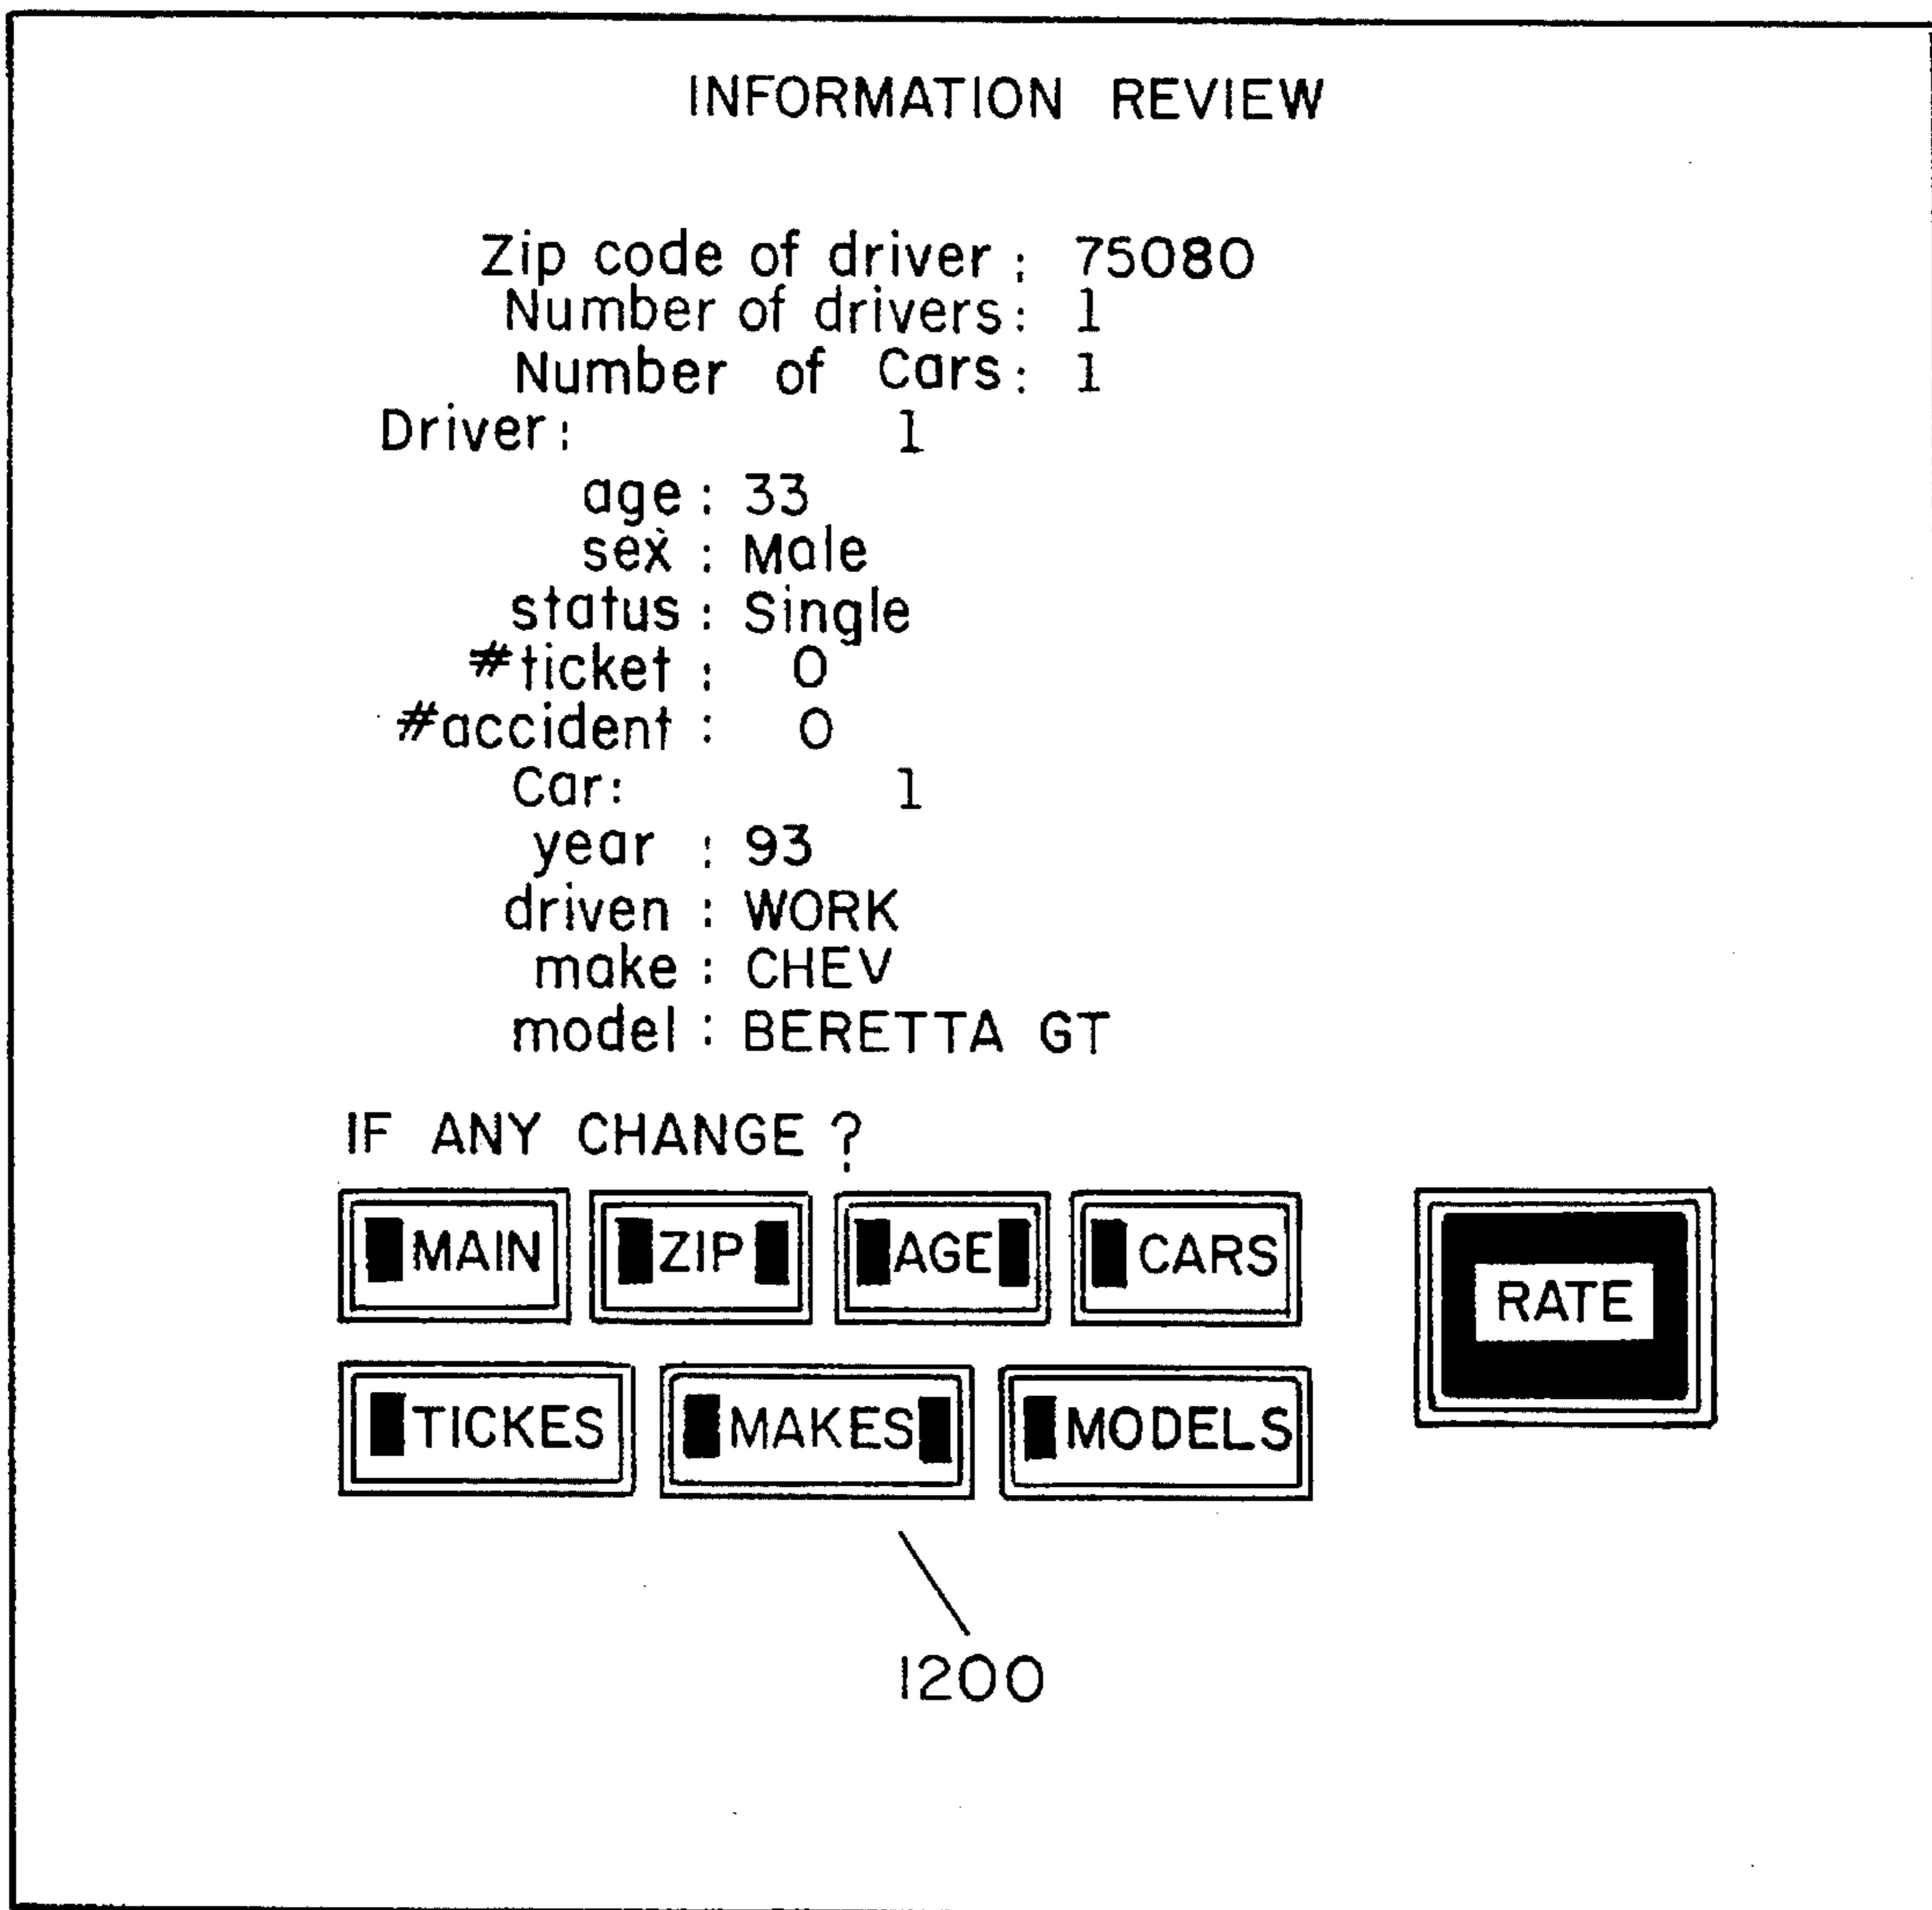 INFORMATION REVIEW
Zip code of driver : 75080
Number of drivers: 1
Number of Cars: 1
Driver: 1
age : 33
sex : Male
status : Single
#ticket : 0
#accident : 0
Car: 1
year : 93
driven : WORK
make : CHEV
model : BERETTA GT
IF ANY CHANGE ?
MAIN ZIP AGE CARS
RATE
TICKES MAKES MODELS
1200